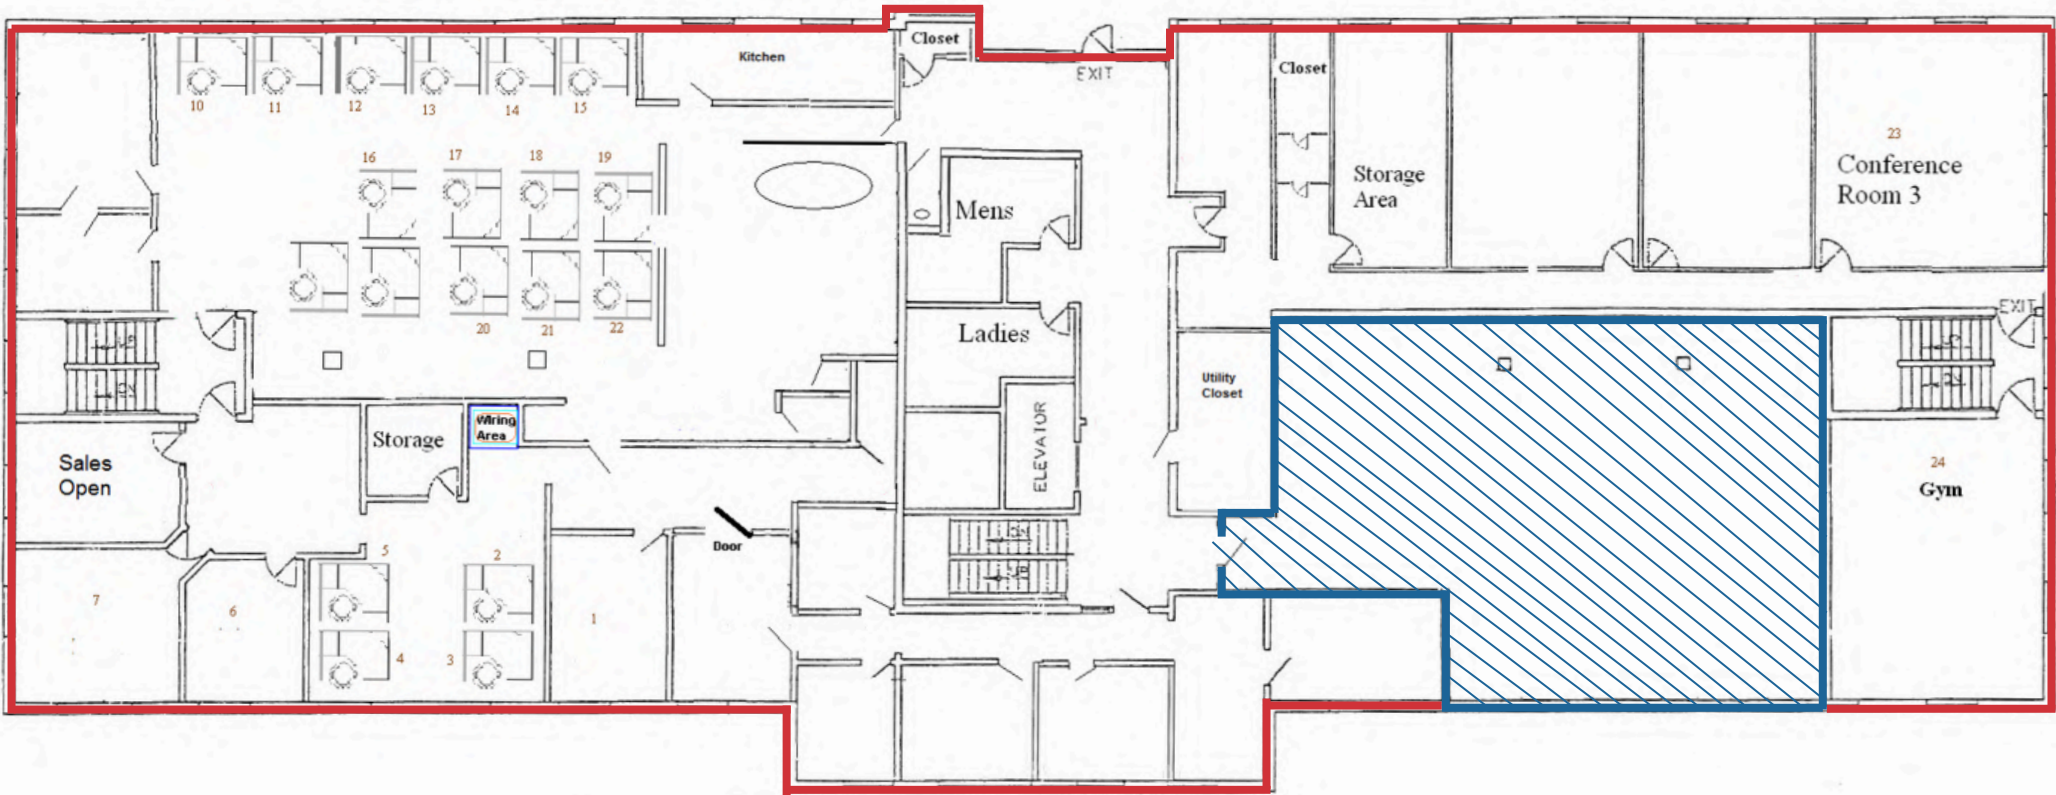 Closet
Kitchen
EXIT
Closet
10
11
12
13
14
15
23
Conference
Room 3
16
17
18
19
Storage
Area
Mens
EXIT
20
21
22
Ladies
Utility
Closet
ELEVATOR
Wiring
Area
Storage
Sales
Open
24
Gym
Door
5
2
7
6
1
4
3